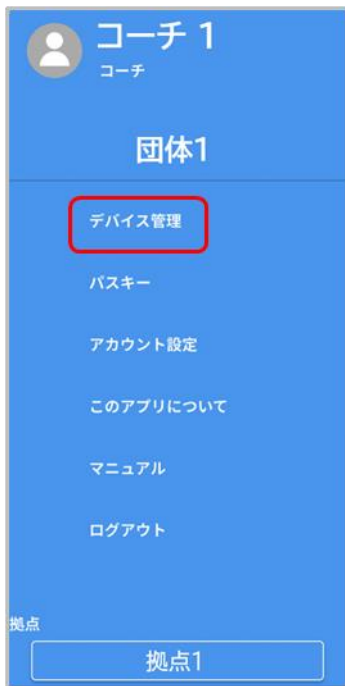 コーチ 1
コーチ
団体1
デバイス管理
パスキー
アカウント設定
このアプリについて
マニュアル
ログアウト
拠点
拠点1